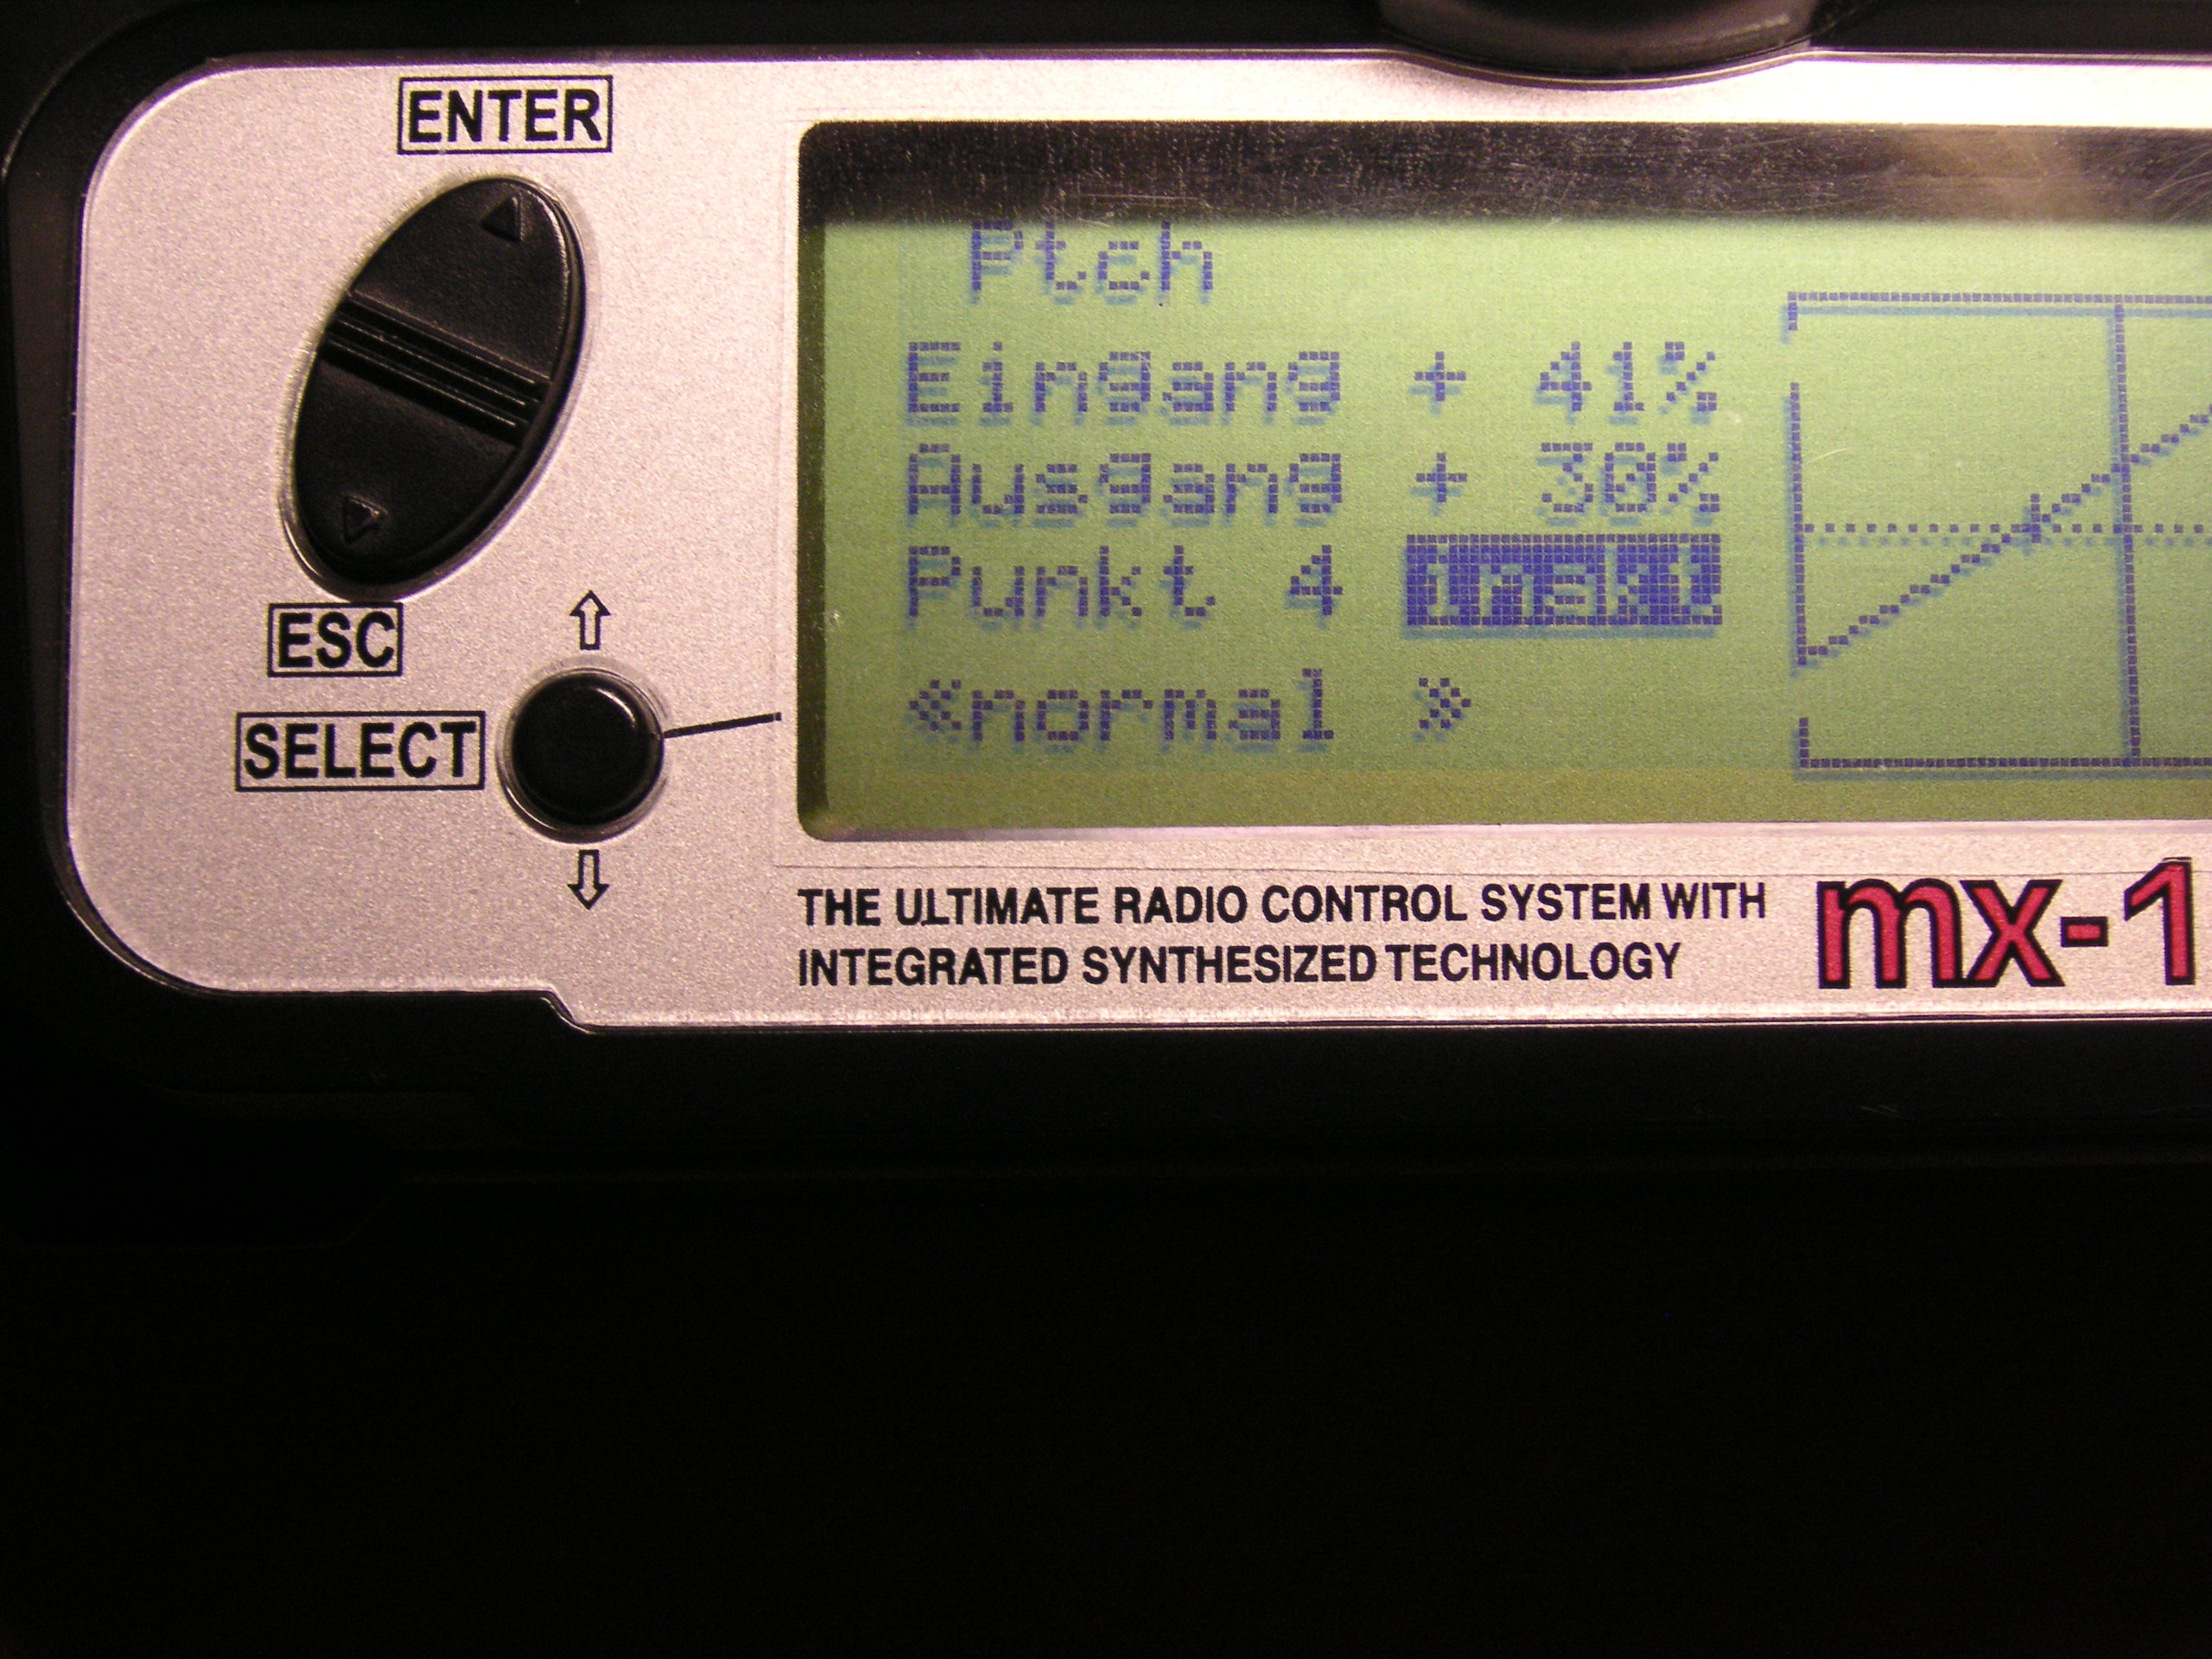 ENTER
ESC
SELECT
Ptch
Eingang + 41%
Ausgang + 30%
Punkt 4 inakt
«normal »
THE ULTIMATE RADIO CONTROL SYSTEM WITH
INTEGRATED SYNTHESIZED TECHNOLOGY
mx-1